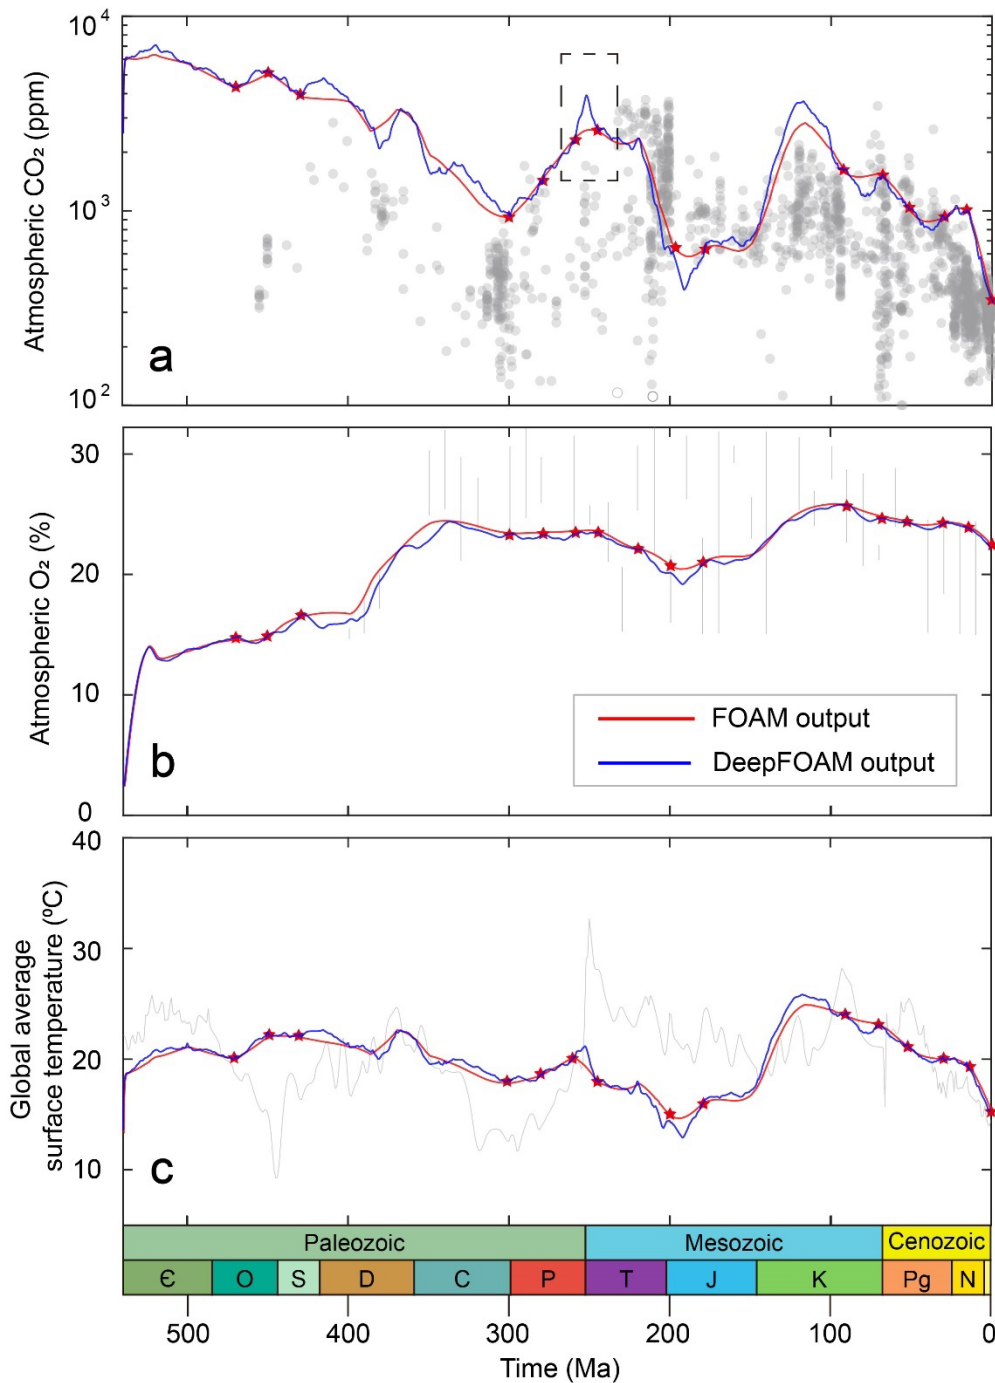 10⁴
10³
10²
Atmospheric CO₂ (ppm)
a
30
20
10
0
Atmospheric O₂ (%)
b
FOAM output
DeepFOAM output
40
30
20
10
Global average
surface temperature (ºC)
c
Paleozoic Mesozoic Cenozoic
Є O S D C P T J K Pg N
500 400 300 200 100 0
Time (Ma)